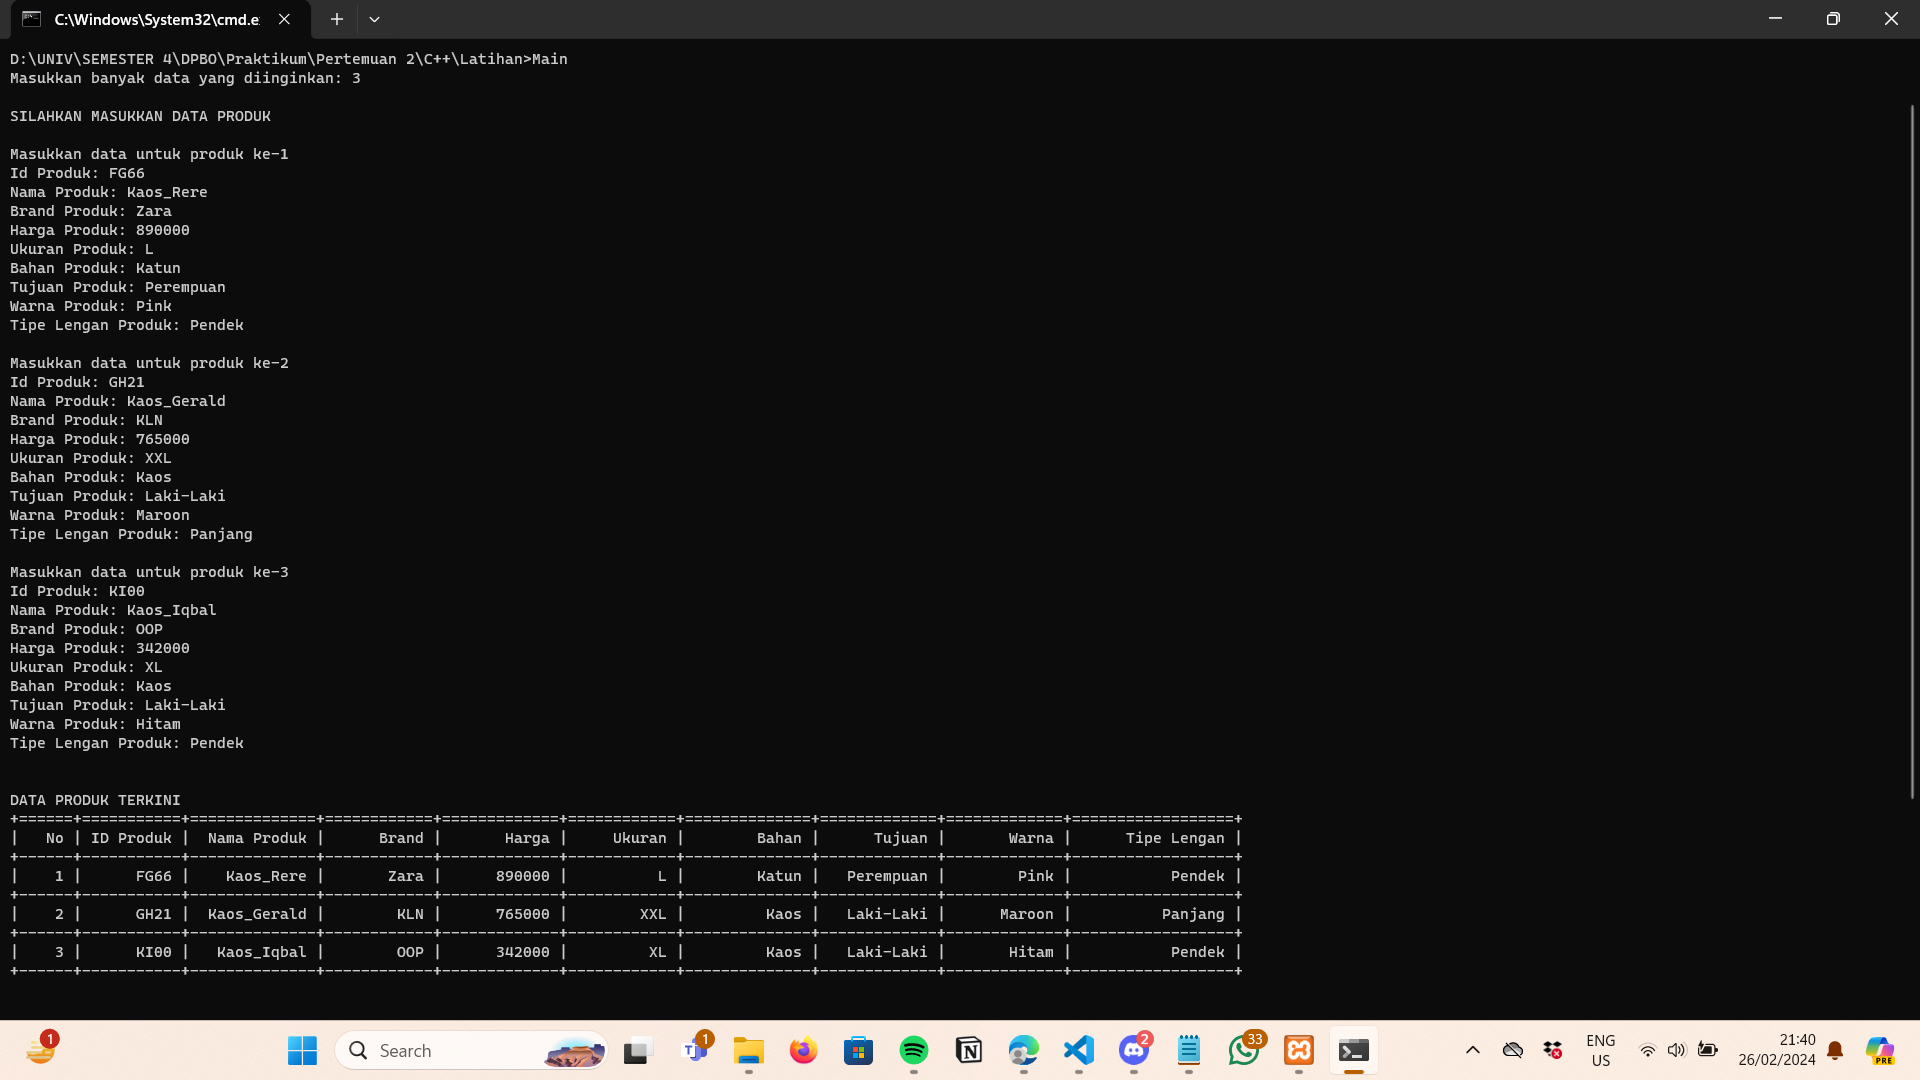 C:\Windows\System32\cmd.e
D:\UNIV\SEMESTER 4\DPBO\Praktikum\Pertemuan 2\C++\Latihan>Main
Masukkan banyak data yang diinginkan: 3
SILAHKAN MASUKKAN DATA PRODUK
Masukkan data untuk produk ke-1
Id Produk: FG66
Nama Produk: Kaos_Rere
Brand Produk: Zara
Harga Produk: 890000
Ukuran Produk: L
Bahan Produk: Katun
Tujuan Produk: Perempuan
Warna Produk: Pink
Tipe Lengan Produk: Pendek
Masukkan data untuk produk ke-2
Id Produk: GH21
Nama Produk: Kaos_Gerald
Brand Produk: KLN
Harga Produk: 765000
Ukuran Produk: XXL
Bahan Produk: Kaos
Tujuan Produk: Laki-Laki
Warna Produk: Maroon
Tipe Lengan Produk: Panjang
Masukkan data untuk produk ke-3
Id Produk: KI00
Nama Produk: Kaos_Iqbal
Brand Produk: OOP
Harga Produk: 342000
Ukuran Produk: XL
Bahan Produk: Kaos
Tujuan Produk: Laki-Laki
Warna Produk: Hitam
Tipe Lengan Produk: Pendek
DATA PRODUK TERKINI
+======+===========+==============+============+=============+============+==============+=============+=============+==================+
|   No | ID Produk |  Nama Produk |      Brand |       Harga |     Ukuran |        Bahan |      Tujuan |       Warna |      Tipe Lengan |
+------+-----------+--------------+------------+-------------+------------+--------------+-------------+-------------+------------------+
|    1 |      FG66 |    Kaos_Rere |       Zara |      890000 |          L |        Katun |   Perempuan |        Pink |           Pendek |
+------+-----------+--------------+------------+-------------+------------+--------------+-------------+-------------+------------------+
|    2 |      GH21 |  Kaos_Gerald |        KLN |      765000 |        XXL |         Kaos |   Laki-Laki |      Maroon |          Panjang |
+------+-----------+--------------+------------+-------------+------------+--------------+-------------+-------------+------------------+
|    3 |      KI00 |   Kaos_Iqbal |        OOP |      342000 |         XL |         Kaos |   Laki-Laki |       Hitam |           Pendek |
+------+-----------+--------------+------------+-------------+------------+--------------+-------------+-------------+------------------+
1
Search
1
2
33
ENG
US
21:40
26/02/2024
PRE